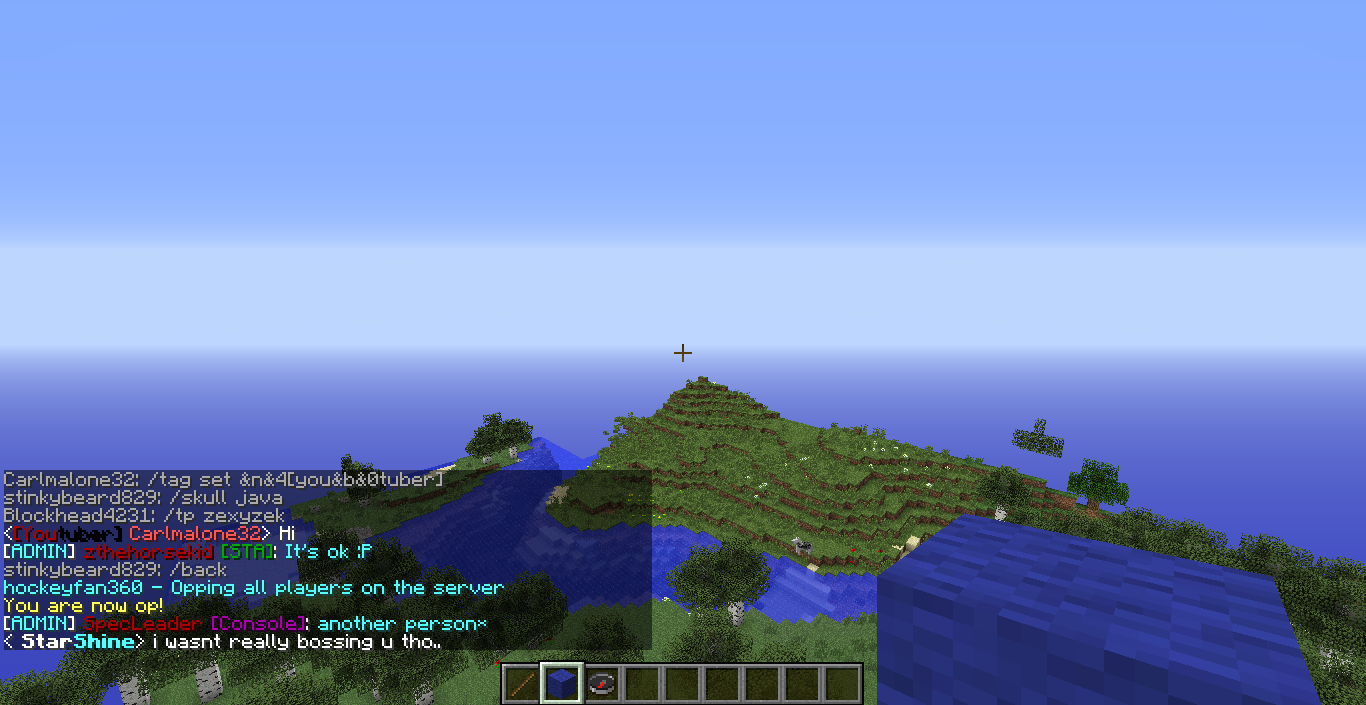 Carlmalone32: /tag set &n&4[you&b&0tuber]
stinkybeard829: /skull .java
Blockhead4231: /tp zexyzek
<[Youtuber] Carlmalone32> Hi
[ADMIN] zthehorsekid [STA]: It's ok :P
stinkybeard829: /back
hockeyfan360 - Opping all players on the server
You are now op!
[ADMIN] SpecLeader [Console]: another person*
< StarShine> i wasnt really bossing u tho..